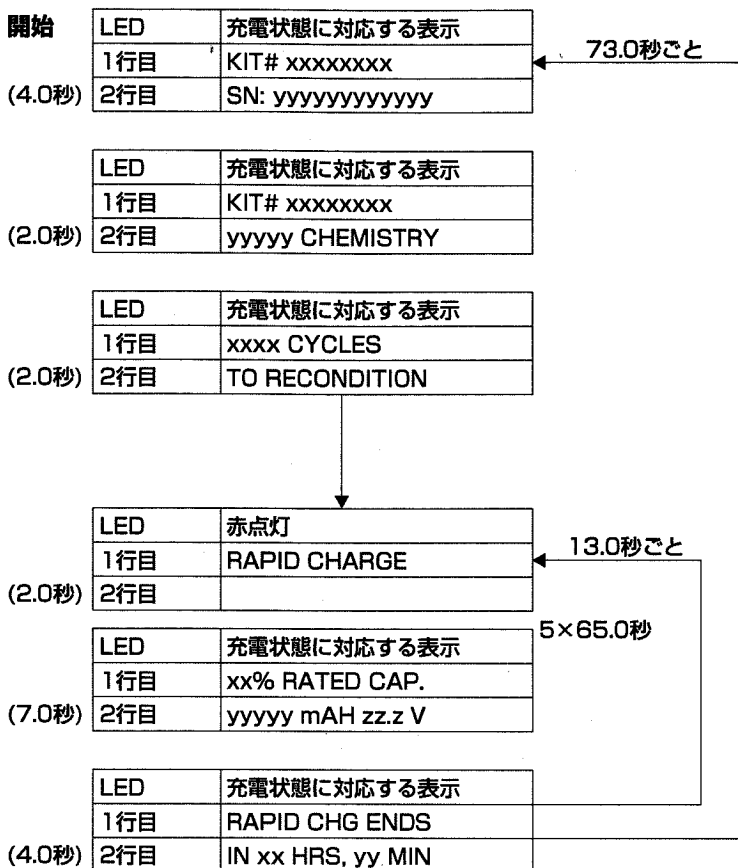 開始 LED 充電状態に対応する表示
1行目 KIT# xxxxxxxx 73.0秒ごと
(4.0秒) 2行目 SN: yyyyyyyyyyyy
LED 充電状態に対応する表示
1行目 KIT# xxxxxxxx
(2.0秒) 2行目 yyyyy CHEMISTRY
LED 充電状態に対応する表示
1行目 xxxx CYCLES
(2.0秒) 2行目 TO RECONDITION
LED 赤点灯
1行目 RAPID CHARGE 13.0秒ごと
(2.0秒) 2行目
5×65.0秒
LED 充電状態に対応する表示
1行目 xx% RATED CAP.
(7.0秒) 2行目 yyyyy mAH zz.z V
LED 充電状態に対応する表示
1行目 RAPID CHG ENDS
(4.0秒) 2行目 IN xx HRS, yy MIN